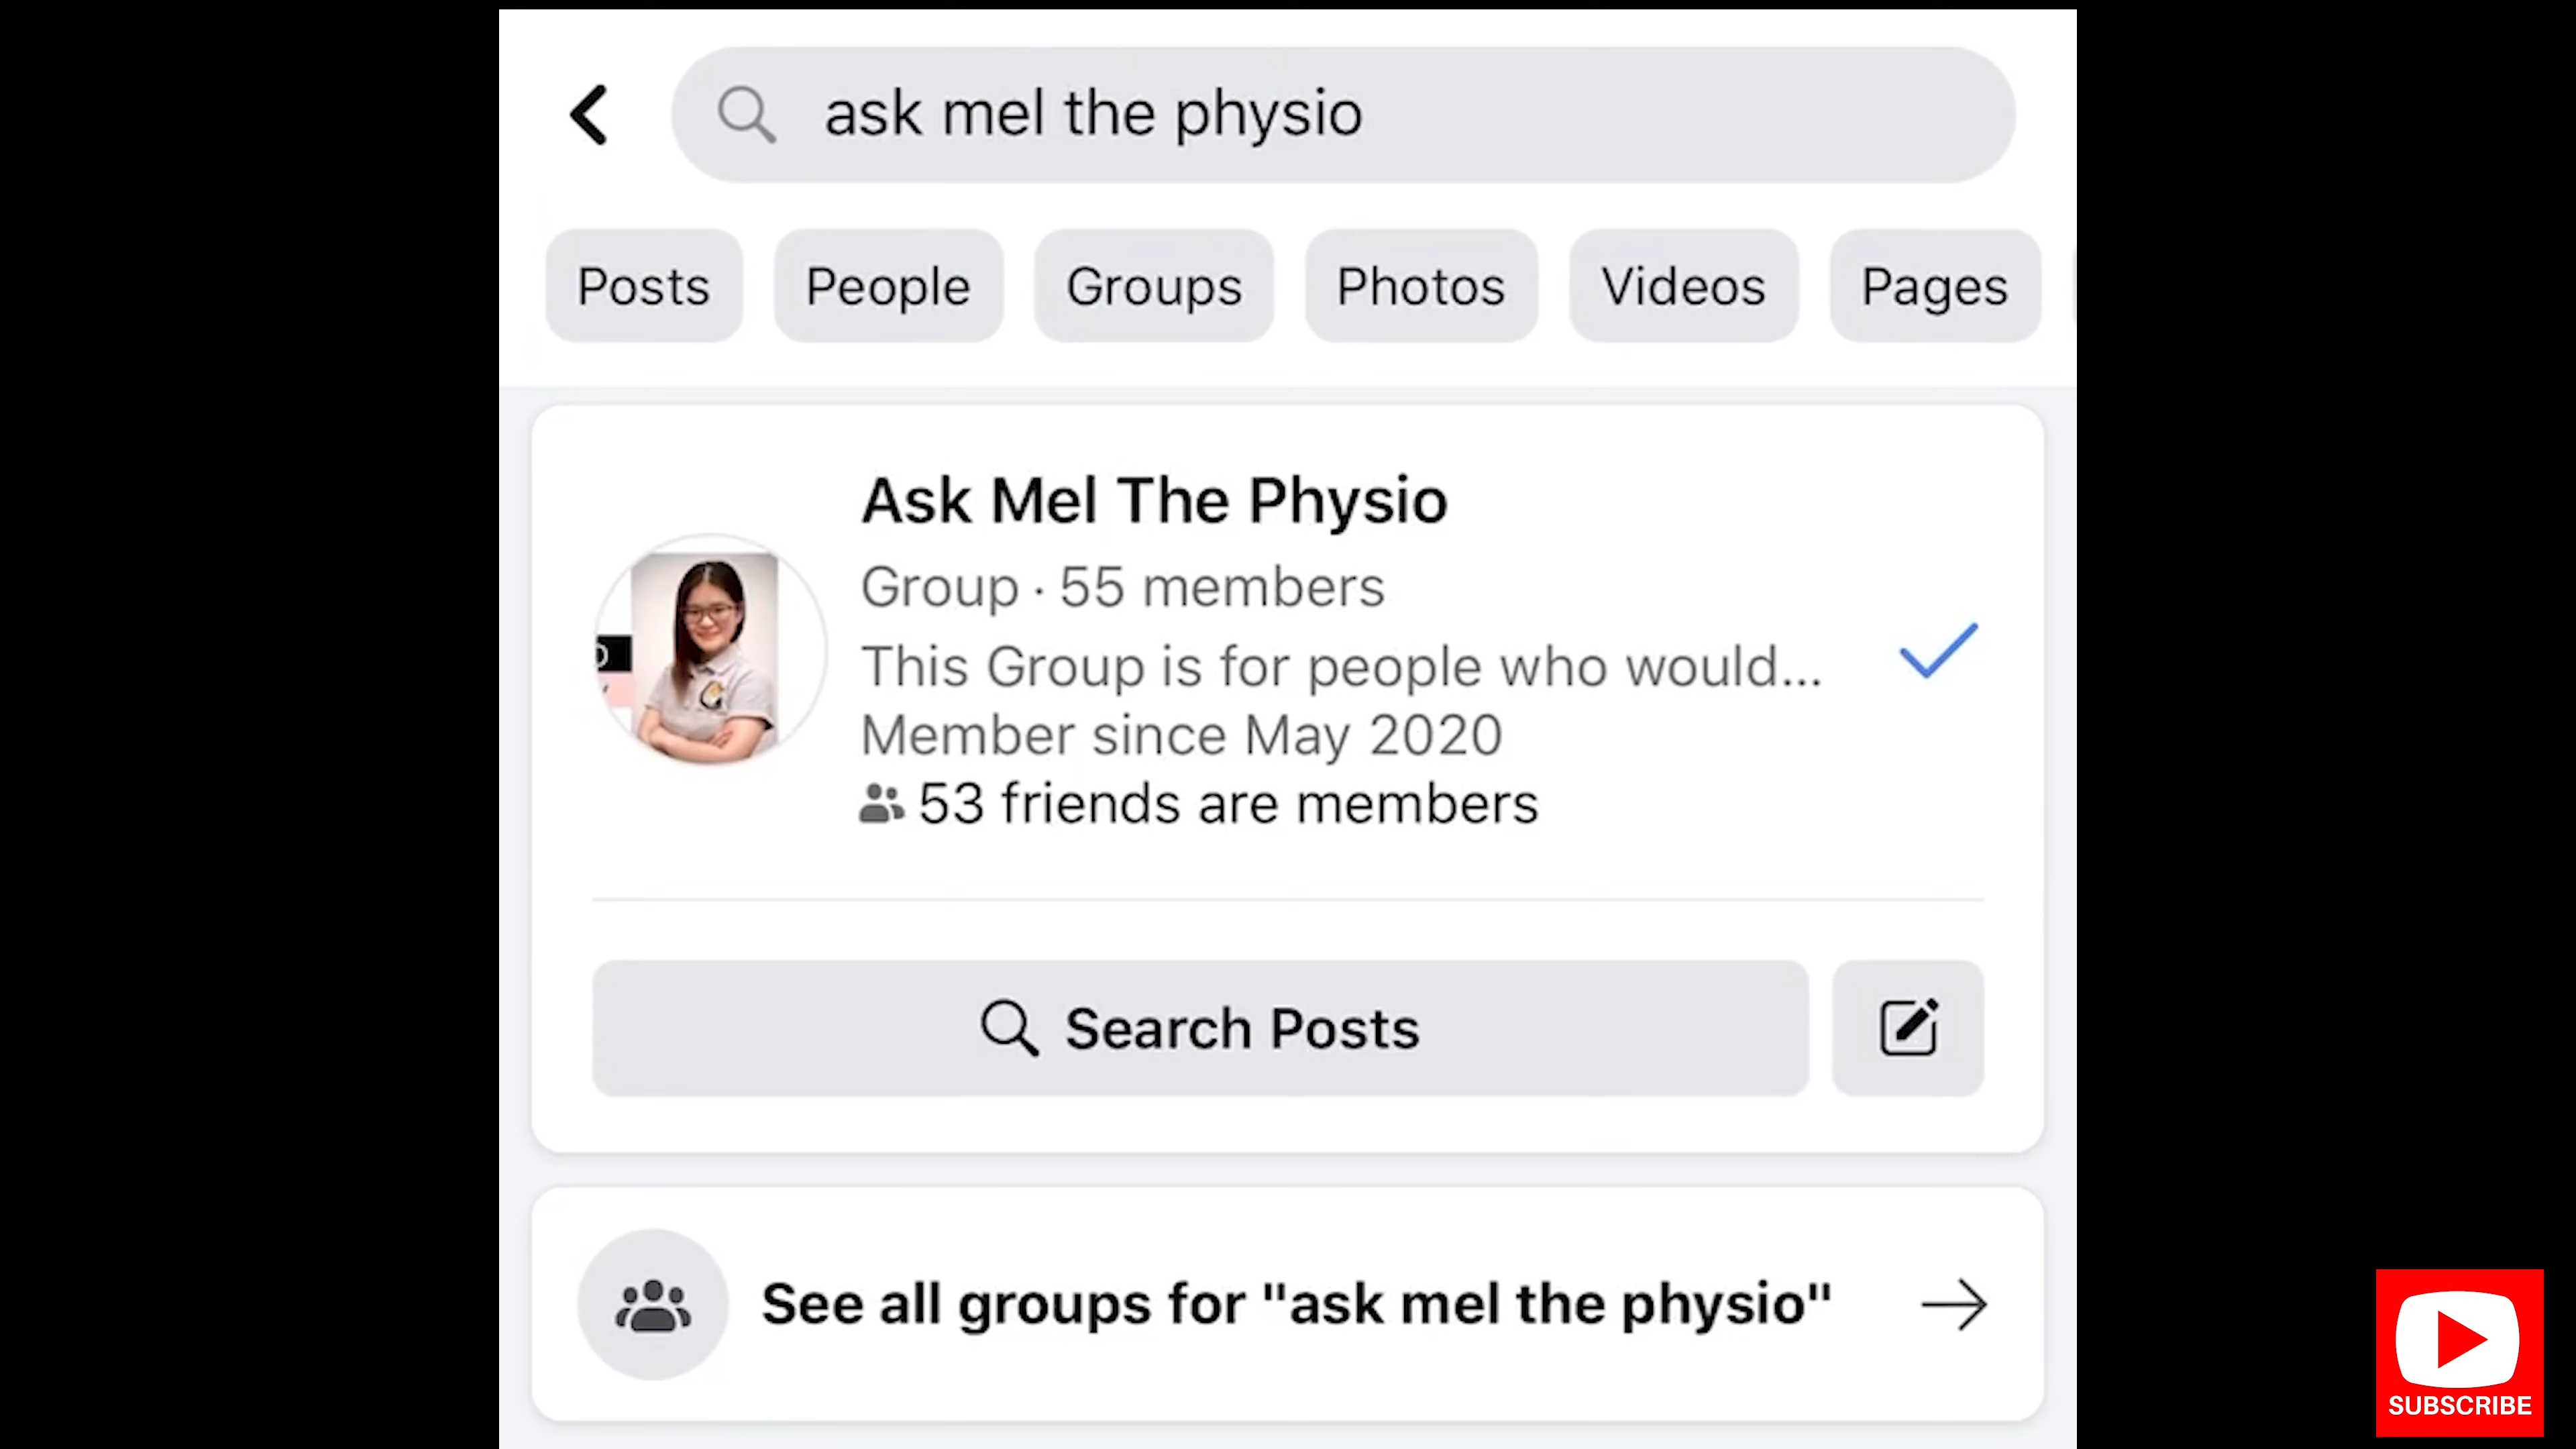 ask mel the physio
Posts People Groups Photos Videos Pages
Ask Mel The Physio
Group · 55 members
This Group is for people who would...
Member since May 2020
53 friends are members
Search Posts
See all groups for "ask mel the physio"
SUBSCRIBE